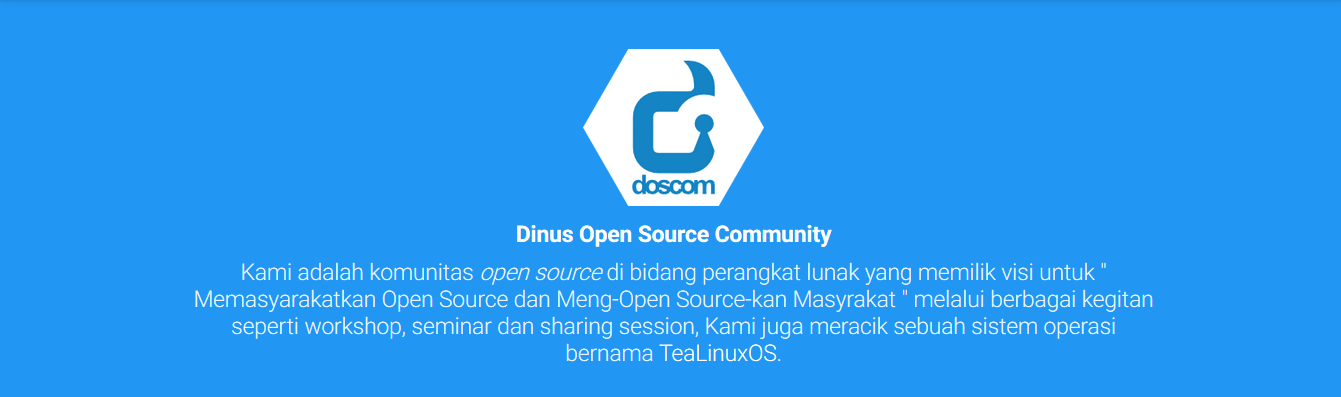 doscom
Dinus Open Source Community
Kami adalah komunitas open source di bidang perangkat lunak yang memilik visi untuk "
Memasyarakatkan Open Source dan Meng-Open Source-kan Masyrakat " melalui berbagai kegitan
seperti workshop, seminar dan sharing session, Kami juga meracik sebuah sistem operasi
bernama TeaLinuxOS.